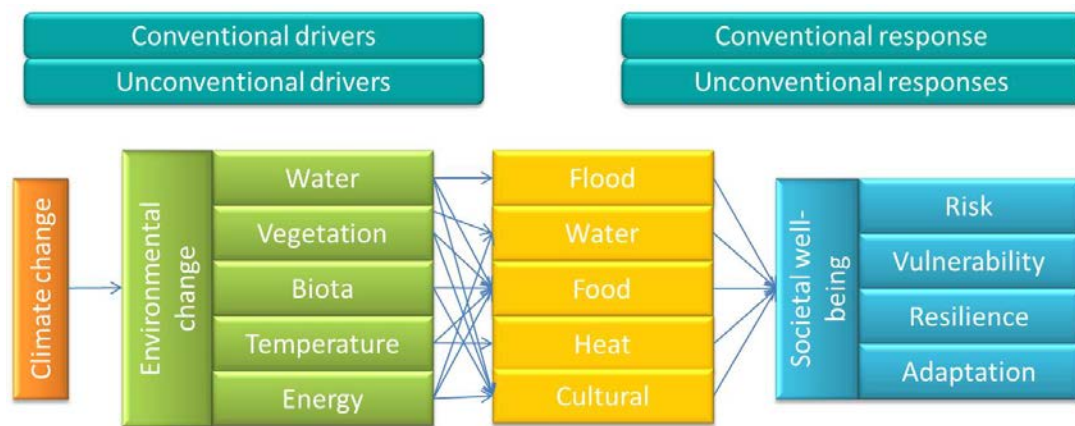 Conventional drivers
Unconventional drivers
Conventional response
Unconventional responses
Climate change
Environmental
change
Water
Vegetation
Biota
Temperature
Energy
Flood
Water
Food
Heat
Cultural
Societal well-
being
Risk
Vulnerability
Resilience
Adaptation